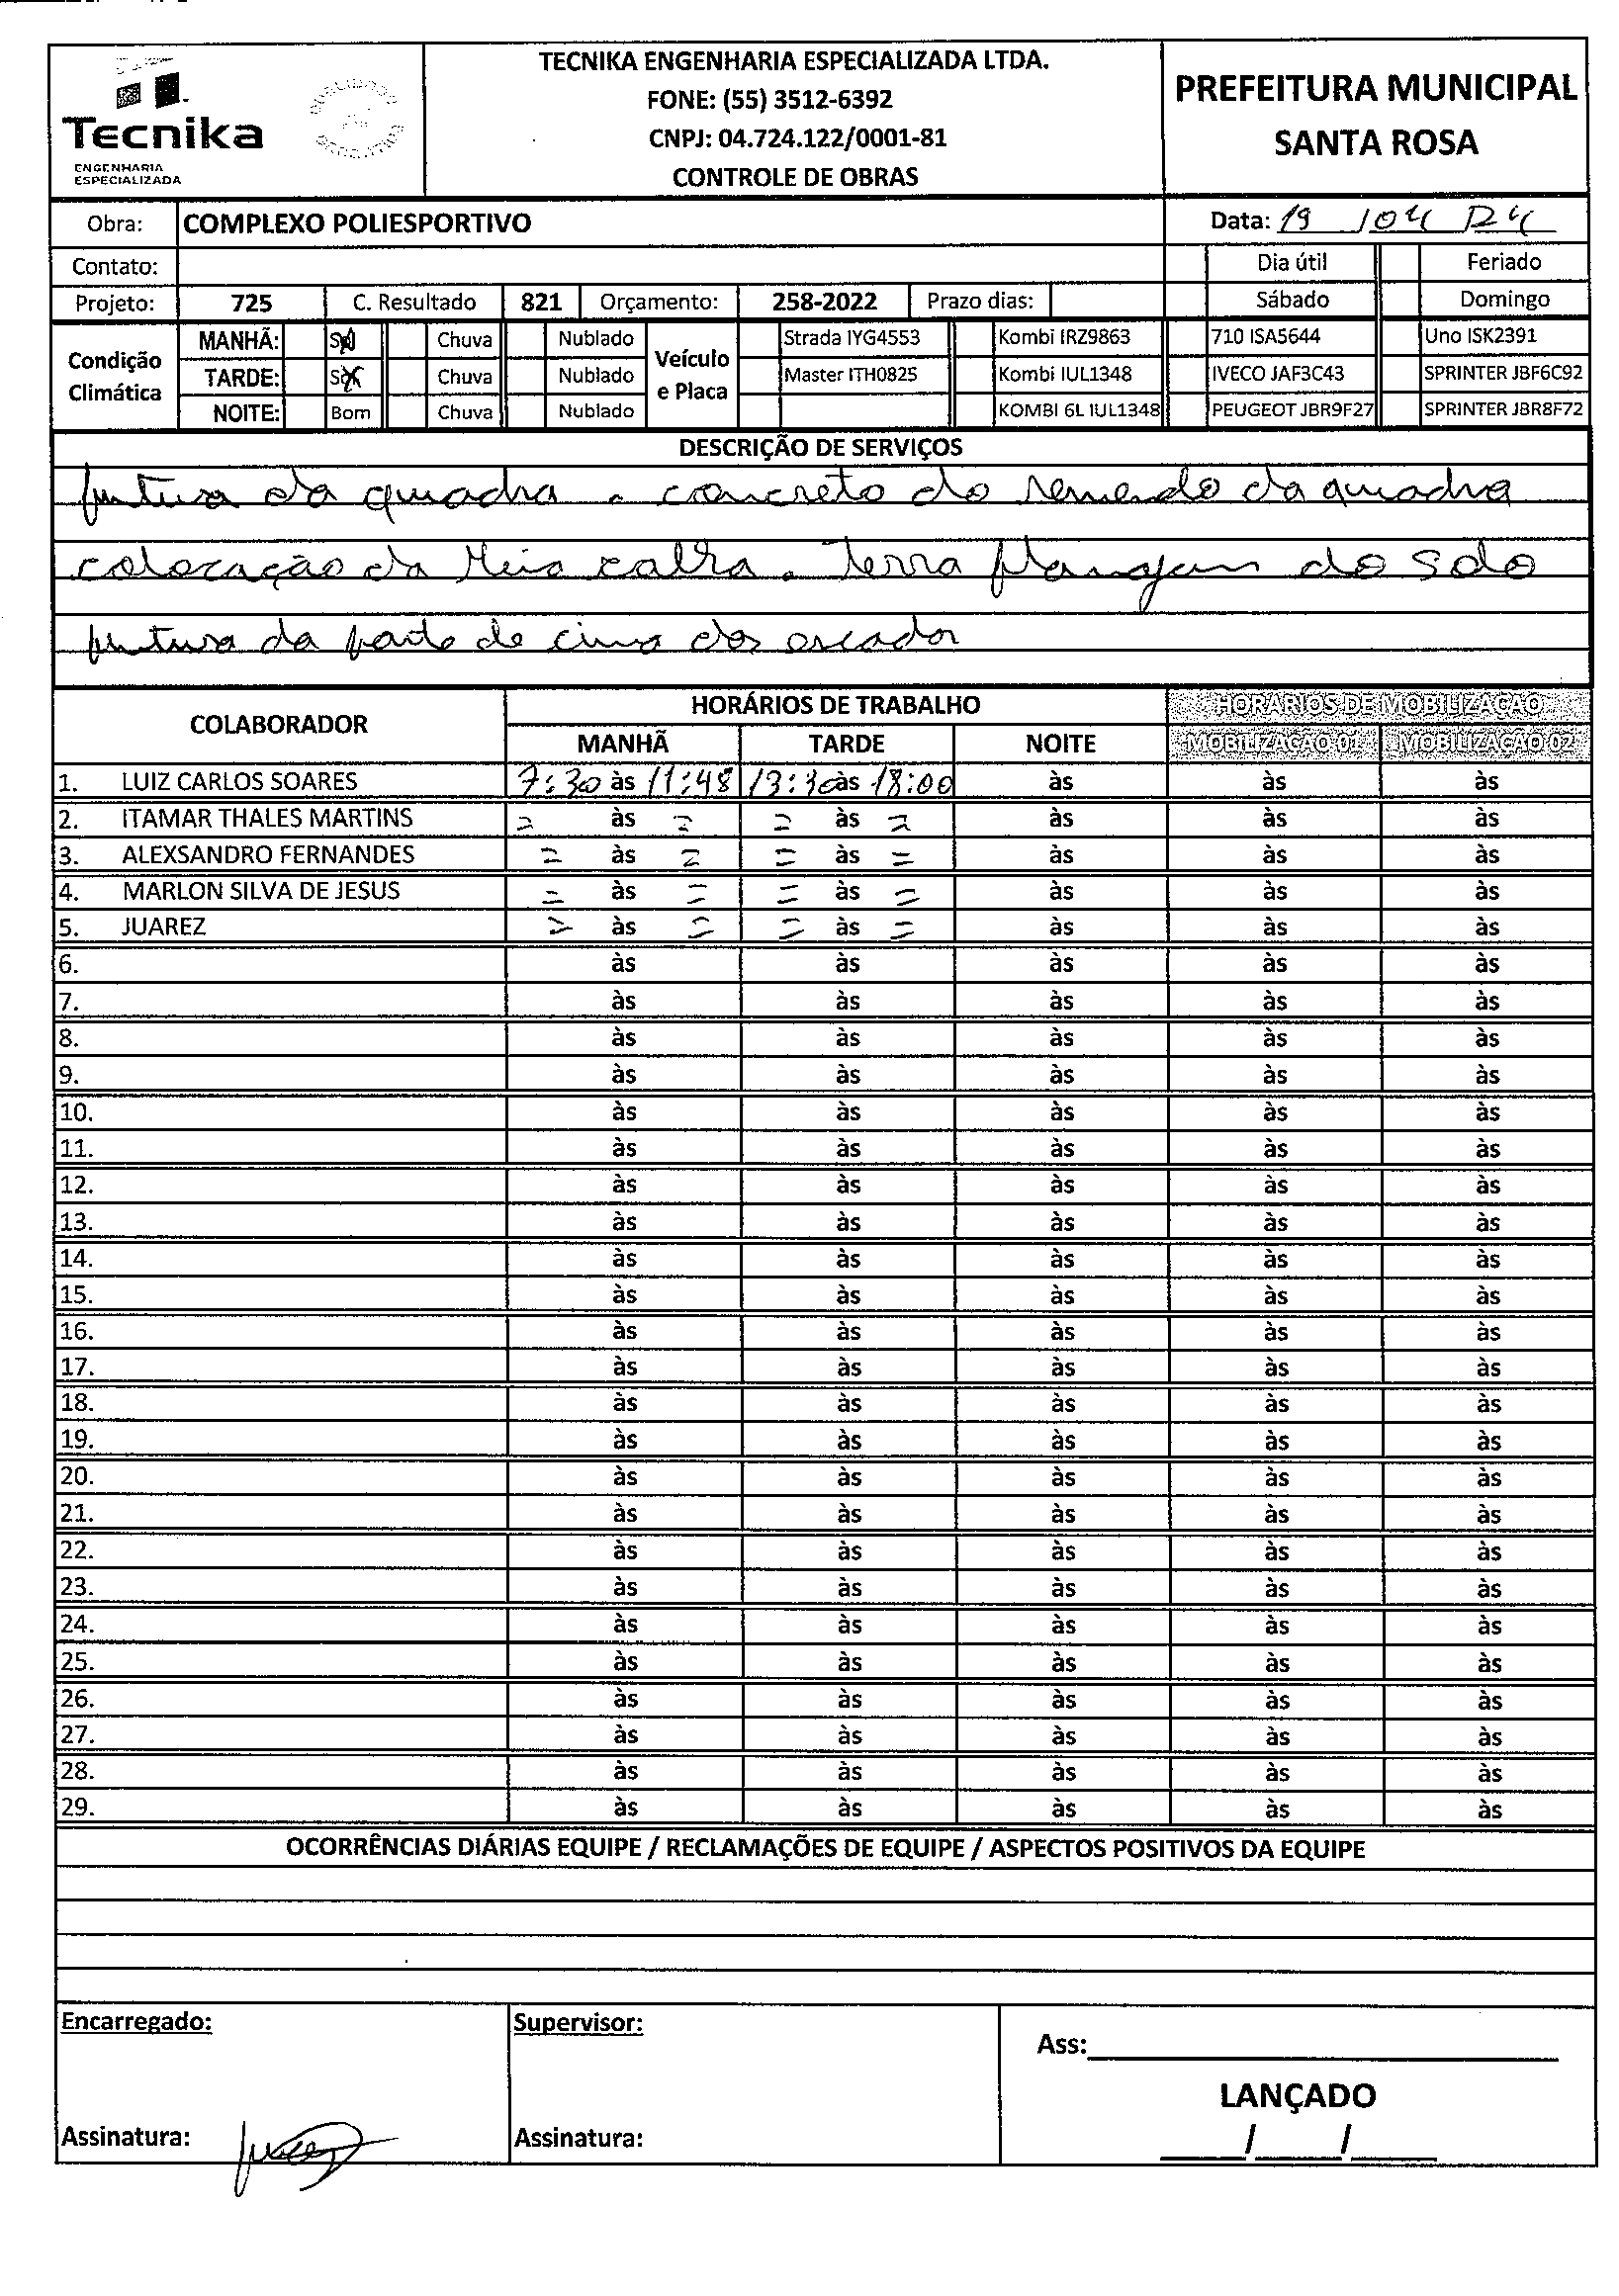 Tecnika
ENGENHARIA
ESPECIALIZADA
TECNIKA ENGENHARIA ESPECIALIZADA LTDA.
FONE: (55) 3512-6392
CNPJ: 04.724.122/0001-81
CONTROLE DE OBRAS
PREFEITURA MUNICIPAL
SANTA ROSA
Obra: COMPLEXO POLIESPORTIVO
Data: 19 / 04 / 24
Contato:
Dia útil Feriado
Projeto: 725 C. Resultado 821 Orçamento: 258-2022 Prazo dias: Sábado Domingo
Condição Climática
MANHÃ: Sol Chuva Nublado
TARDE: Sol Chuva Nublado
NOITE: Bom Chuva Nublado
Veículo e Placa
Strada IYG4553 Kombi IRZ9863 710 ISA5644 Uno ISK2391
Master ITH0825 Kombi IUL1348 IVECO JAF3C43 SPRINTER JBF6C92
KOMBI 6L IUL1348 PEUGEOT JBR9F27 SPRINTER JBR8F72
DESCRIÇÃO DE SERVIÇOS
pintura da quadra . concreto do remendo da quadra
colocação da Meia calha . terra planajem do solo
pintura da parte de cima dos
COLABORADOR HORÁRIOS DE TRABALHO HORÁRIOS DE MOBILIZAÇÃO
MANHÃ TARDE NOITE MOBILIZAÇÃO 01 MOBILIZAÇÃO 02
1. LUIZ CARLOS SOARES 7:30 às 11:48 13:30 às 18:00 às às às
2. ITAMAR THALES MARTINS = às = = às = às às às
3. ALEXSANDRO FERNANDES = às = = às = às às às
4. MARLON SILVA DE JESUS = às = = às = às às às
5. JUAREZ = às = = às = às às às
6. às às às às às
7. às às às às às
8. às às às às às
9. às às às às às
10. às às às às às
11. às às às às às
12. às às às às às
13. às às às às às
14. às às às às às
15. às às às às às
16. às às às às às
17. às às às às às
18. às às às às às
19. às às às às às
20. às às às às às
21. às às às às às
22. às às às às às
23. às às às às às
24. às às às às às
25. às às às às às
26. às às às às às
27. às às às às às
28. às às às às às
29. às às às às às
OCORRÊNCIAS DIÁRIAS EQUIPE / RECLAMAÇÕES DE EQUIPE / ASPECTOS POSITIVOS DA EQUIPE
Encarregado:
Supervisor:
Ass:
LANÇADO
Assinatura:
Assinatura:
/ /